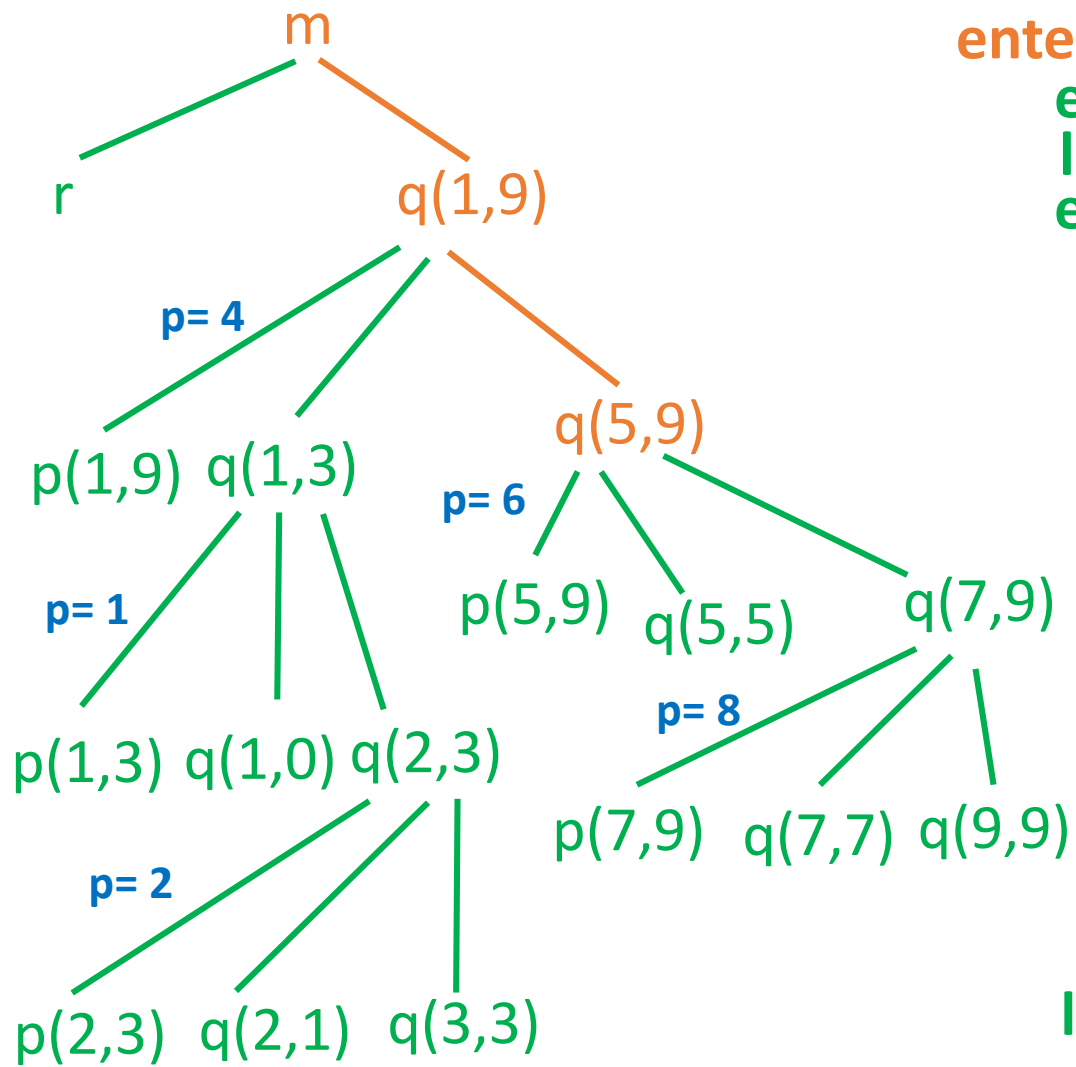 m
ente
e
l
e
r
q(1,9)
p= 4
q(5,9)
p(1,9) q(1,3)
p= 6
p= 1
p(5,9) q(5,5) q(7,9)
p= 8
p(1,3) q(1,0) q(2,3)
p(7,9) q(7,7) q(9,9)
p= 2
p(2,3) q(2,1) q(3,3)
l